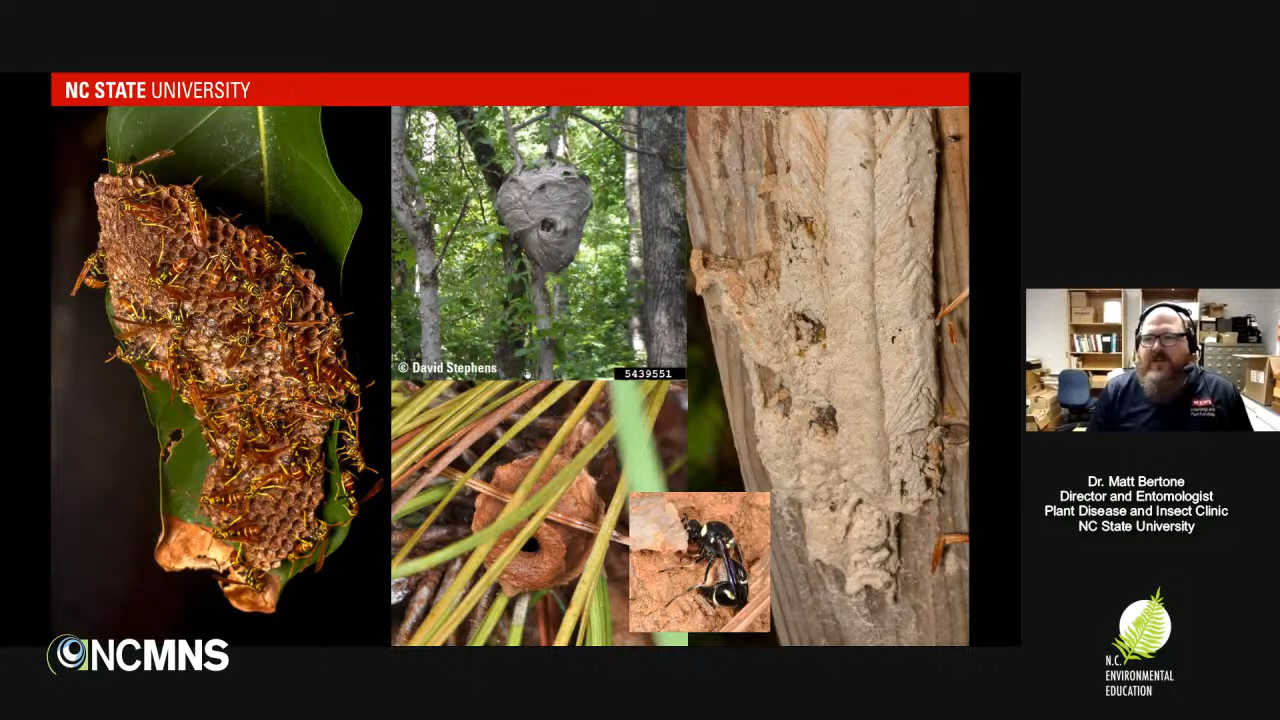 NC STATE UNIVERSITY
© David Stephens
5439551
Dr. Matt Bertone
Director and Entomologist
Plant Disease and Insect Clinic
NC State University
NCMNS
N.C.
ENVIRONMENTAL
EDUCATION